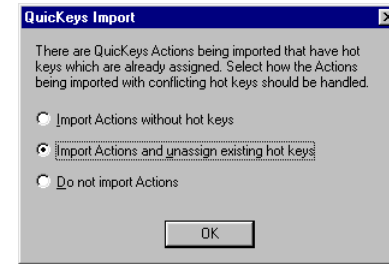 QuicKeys Import
There are QuicKeys Actions being imported that have hot
keys which are already assigned. Select how the Actions
being imported with conflicting hot keys should be handled.
Import Actions without hot keys
Import Actions and unassign existing hot keys
Do not import Actions
OK